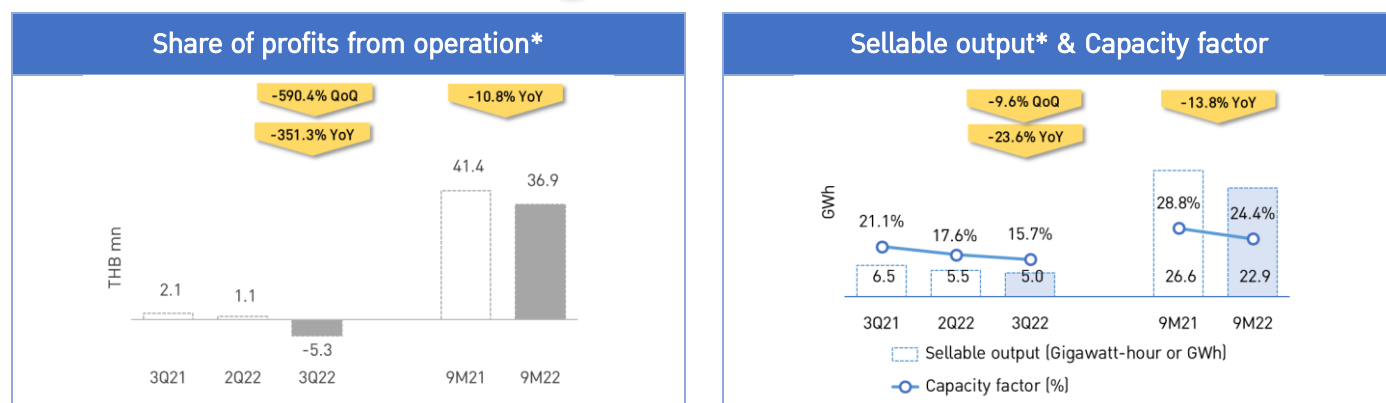 Share of profits from operation*
-590.4% QoQ
-351.3% YoY
-10.8% YoY
THB mn
2.1
1.1
-5.3
41.4
36.9
3Q21
2Q22
3Q22
9M21
9M22
Sellable output* & Capacity factor
-9.6% QoQ
-23.6% YoY
-13.8% YoY
GWh
21.1%
17.6%
15.7%
28.8%
24.4%
6.5
5.5
5.0
26.6
22.9
3Q21
2Q22
3Q22
9M21
9M22
Sellable output (Gigawatt-hour or GWh)
Capacity factor (%)